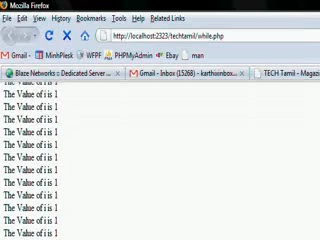 Mozilla Firefox
File Edit View History Bookmarks Tools Help Related Links
http://localhost:2323/techtamil/while.php
Gmail - MinhPlesk WFPF PHPMyAdmin Ebay man
Blaze Networks :: Dedicated Server ... Gmail - Inbox (15268) - karthiwinbox... TECH Tamil - Magazi
The Value of i is 1
The Value of i is 1
The Value of i is 1
The Value of i is 1
The Value of i is 1
The Value of i is 1
The Value of i is 1
The Value of i is 1
The Value of i is 1
The Value of i is 1
The Value of i is 1
The Value of i is 1
The Value of i is 1